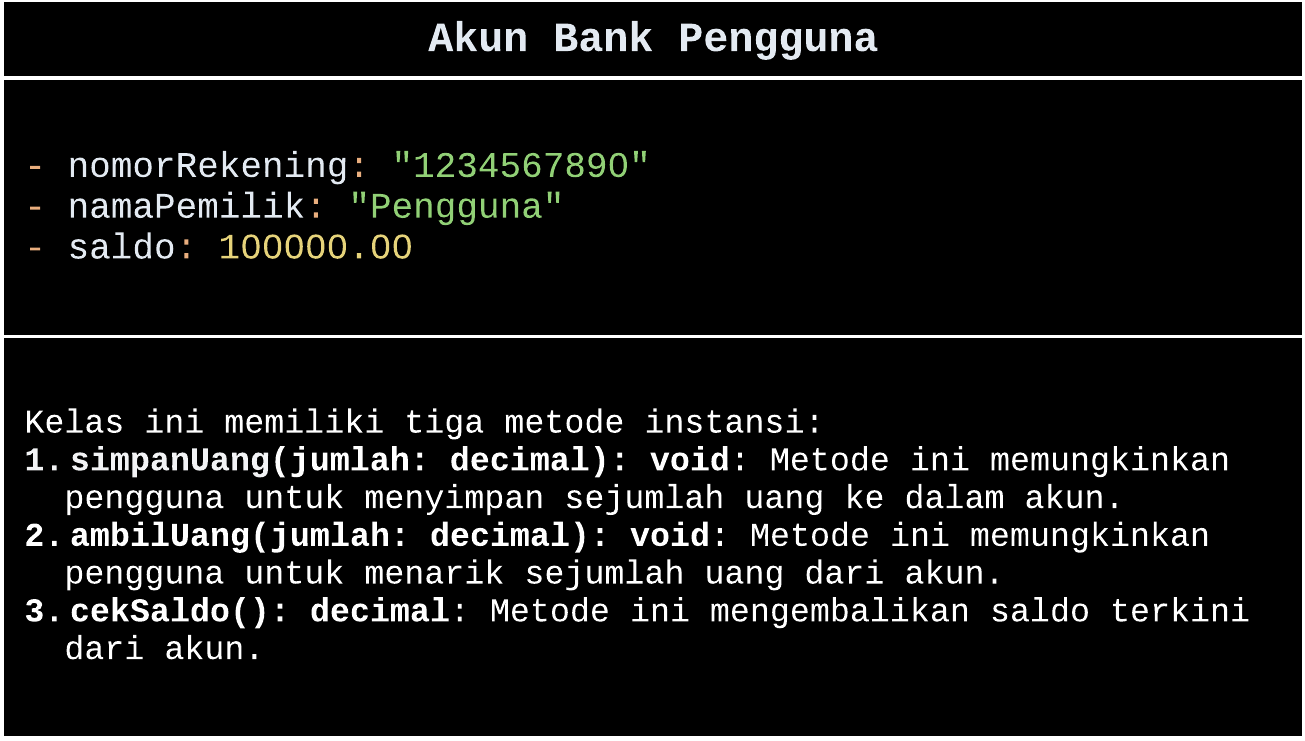 Akun Bank Pengguna
- nomorRekening: "1234567890"
- namaPemilik: "Pengguna"
- saldo: 100000.00
Kelas ini memiliki tiga metode instansi:
1. simpanUang(jumlah: decimal): void: Metode ini memungkinkan
pengguna untuk menyimpan sejumlah uang ke dalam akun.
2. ambilUang(jumlah: decimal): void: Metode ini memungkinkan
pengguna untuk menarik sejumlah uang dari akun.
3. cekSaldo(): decimal: Metode ini mengembalikan saldo terkini
dari akun.